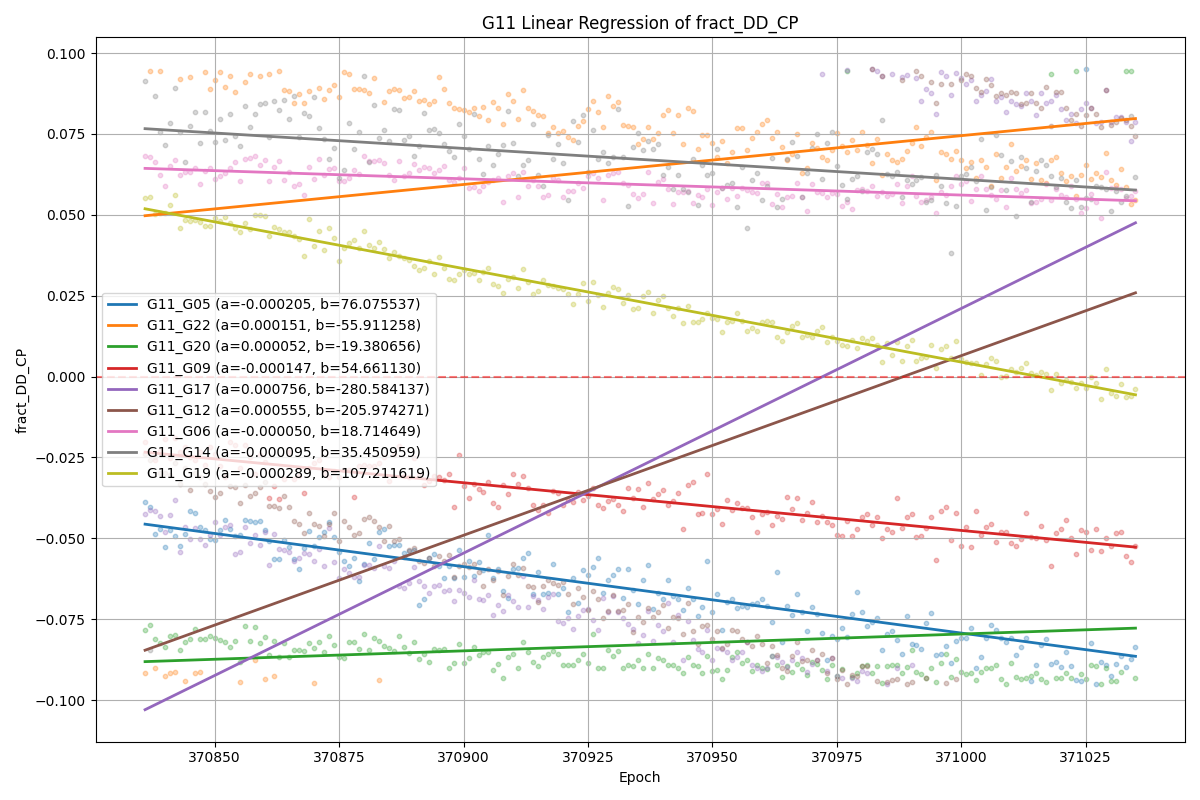 G11 Linear Regression of fract_DD_CP
0.100
0.075
0.050
0.025
0.000
−0.025
−0.050
−0.075
−0.100
fract_DD_CP
G11_G05 (a=-0.000205, b=76.075537)
G11_G22 (a=0.000151, b=-55.911258)
G11_G20 (a=0.000052, b=-19.380656)
G11_G09 (a=-0.000147, b=54.661130)
G11_G17 (a=0.000756, b=-280.584137)
G11_G12 (a=0.000555, b=-205.974271)
G11_G06 (a=-0.000050, b=18.714649)
G11_G14 (a=-0.000095, b=35.450959)
G11_G19 (a=-0.000289, b=107.211619)
370850 370875 370900 370925 370950 370975 371000 371025
Epoch